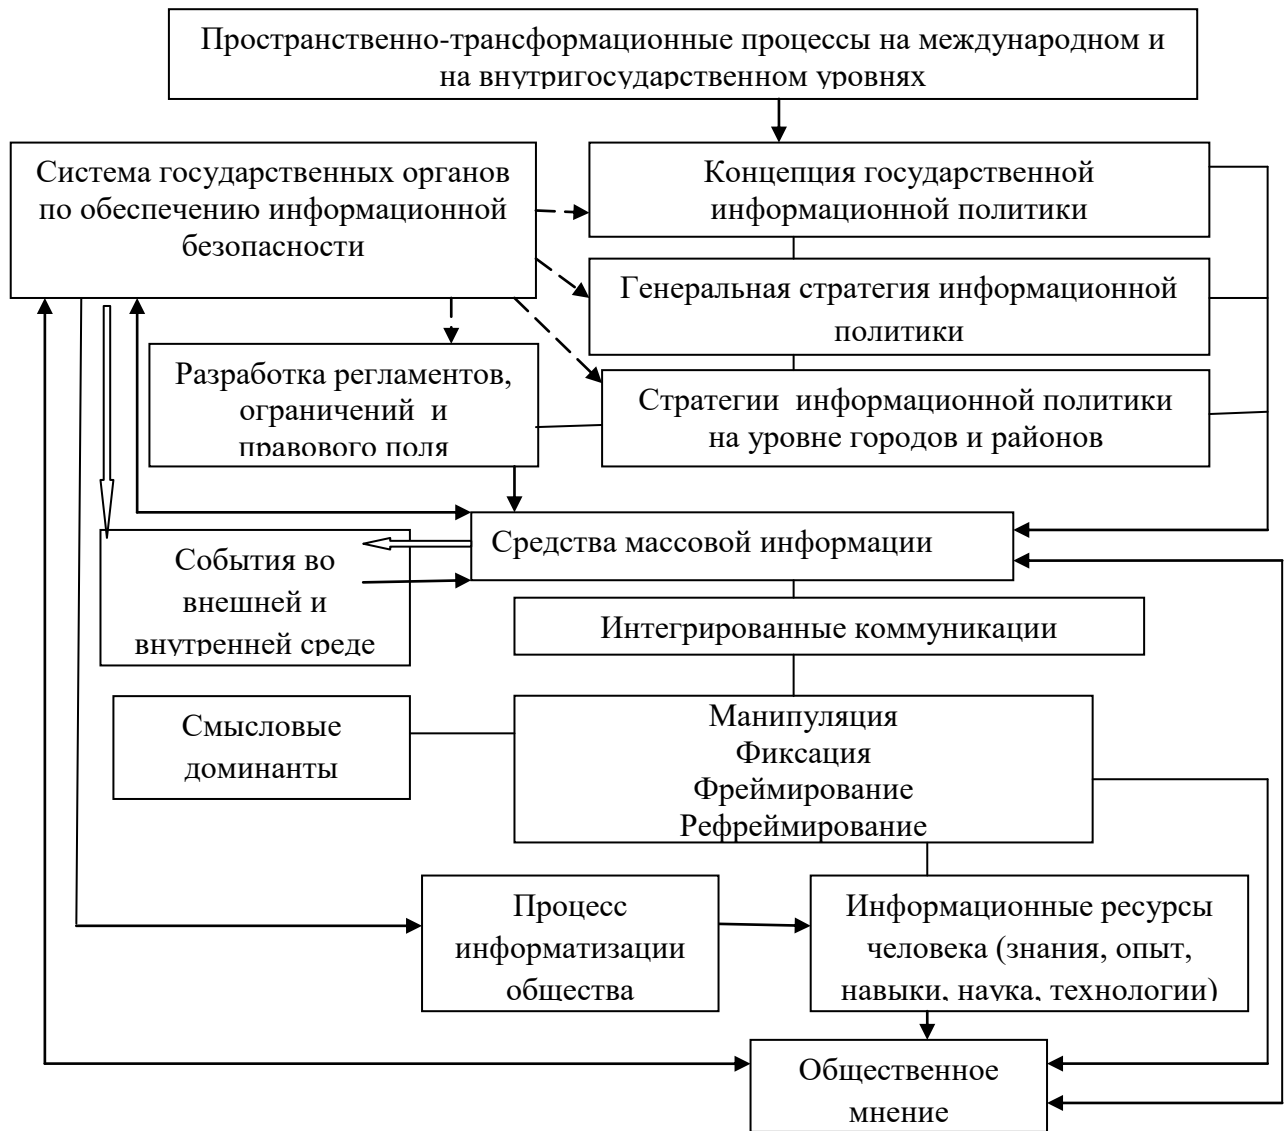 Пространственно-трансформационные процессы на международном и
на внутригосударственном уровнях
Система государственных органов
по обеспечению информационной
безопасности
Концепция государственной
информационной политики
Генеральная стратегия информационной
политики
Разработка регламентов,
ограничений и
правового поля
Стратегии информационной политики
на уровне городов и районов
Средства массовой информации
События во
внешней и
внутренней среде
Интегрированные коммуникации
Смысловые
доминанты
Манипуляция
Фиксация
Фреймирование
Рефреймирование
Процесс
информатизации
общества
Информационные ресурсы
человека (знания, опыт,
навыки, наука, технологии)
Общественное
мнение